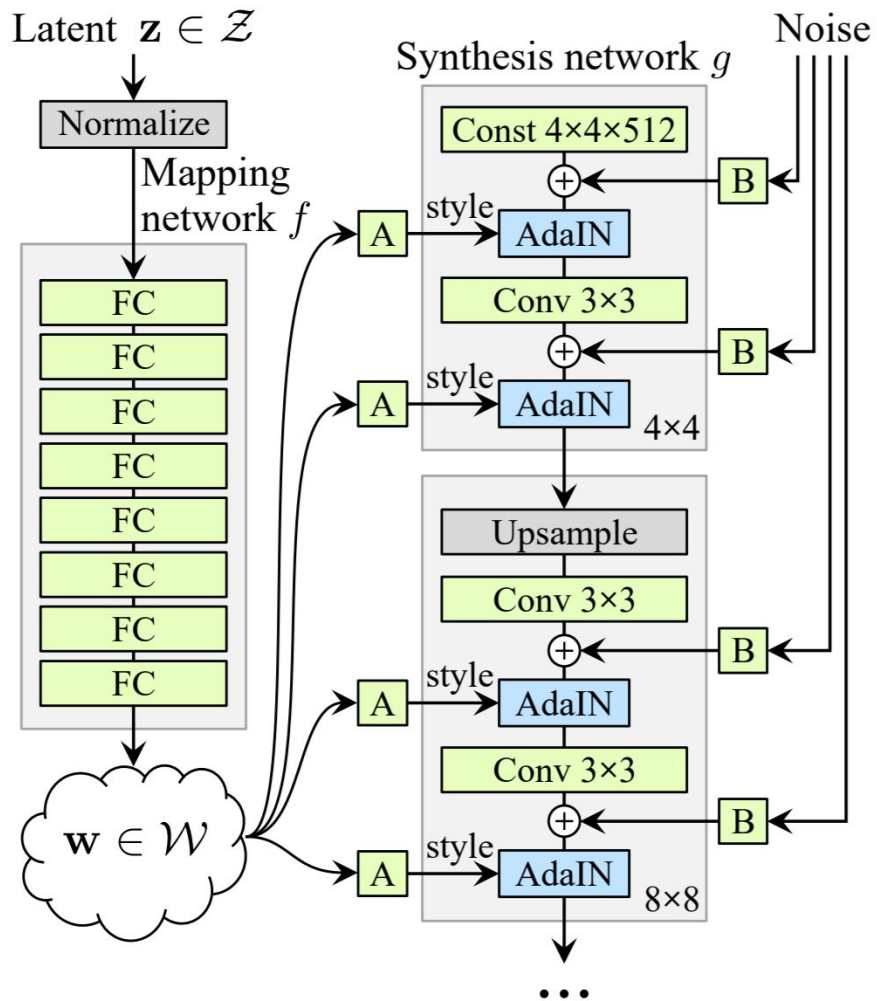 Latent z ∈ 𝒵
Normalize
Mapping
network f
FC
FC
FC
FC
FC
FC
FC
FC
w ∈ 𝒲
A
A
A
A
style
style
style
style
Synthesis network g
Const 4×4×512
+
AdaIN
Conv 3×3
+
AdaIN
4×4
Upsample
Conv 3×3
+
AdaIN
Conv 3×3
+
AdaIN
8×8
...
Noise
B
B
B
B